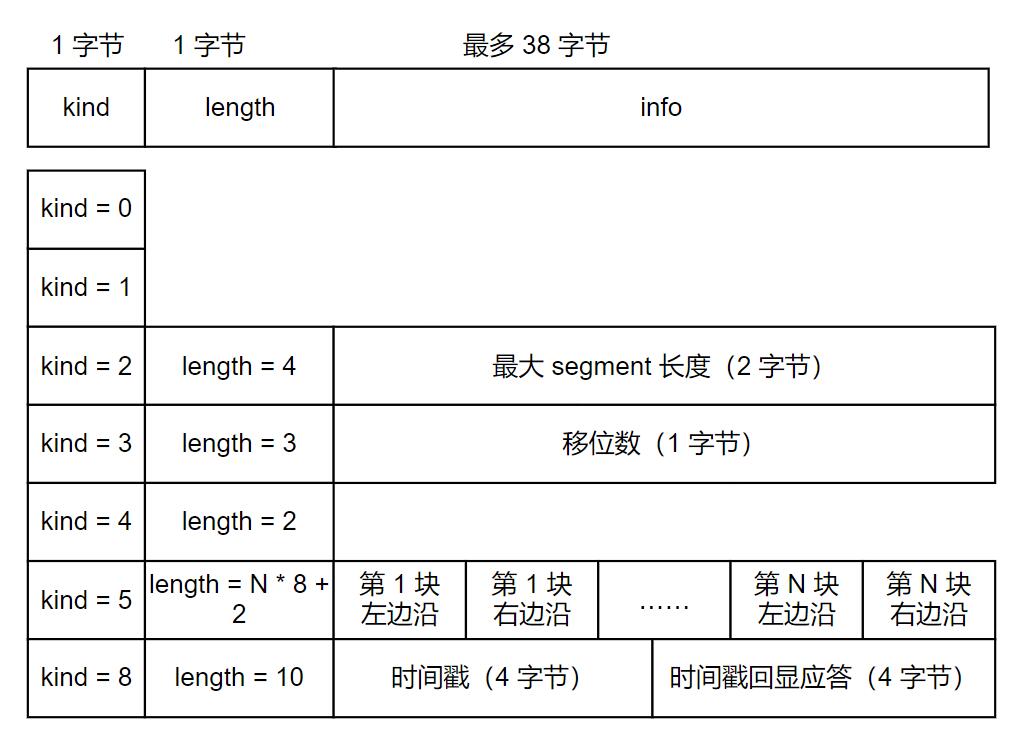 1 字节 1 字节 最多 38 字节
kind length info
kind = 0
kind = 1
kind = 2 length = 4 最大 segment 长度（2 字节）
kind = 3 length = 3 移位数（1 字节）
kind = 4 length = 2
kind = 5 length = N * 8 + 2 第 1 块左边沿 第 1 块右边沿 …… 第 N 块左边沿 第 N 块右边沿
kind = 8 length = 10 时间戳（4 字节） 时间戳回显应答（4 字节）